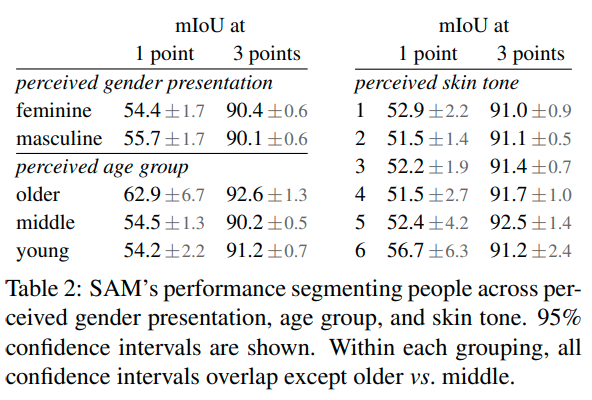 mIoU at
1 point 3 points
perceived gender presentation
feminine 54.4 ±1.7 90.4 ±0.6
masculine 55.7 ±1.7 90.1 ±0.6
perceived age group
older 62.9 ±6.7 92.6 ±1.3
middle 54.5 ±1.3 90.2 ±0.5
young 54.2 ±2.2 91.2 ±0.7
mIoU at
1 point 3 points
perceived skin tone
1 52.9 ±2.2 91.0 ±0.9
2 51.5 ±1.4 91.1 ±0.5
3 52.2 ±1.9 91.4 ±0.7
4 51.5 ±2.7 91.7 ±1.0
5 52.4 ±4.2 92.5 ±1.4
6 56.7 ±6.3 91.2 ±2.4
Table 2: SAM's performance segmenting people across per-
ceived gender presentation, age group, and skin tone. 95%
confidence intervals are shown. Within each grouping, all
confidence intervals overlap except older vs. middle.